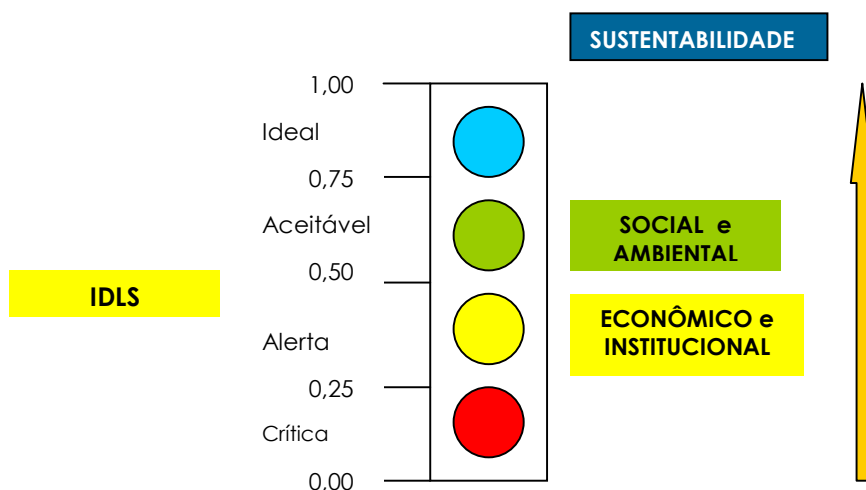 SUSTENTABILIDADE
1,00
Ideal
0,75
Aceitável
SOCIAL e
AMBIENTAL
0,50
IDLS
ECONÔMICO e
INSTITUCIONAL
Alerta
0,25
Crítica
0,00